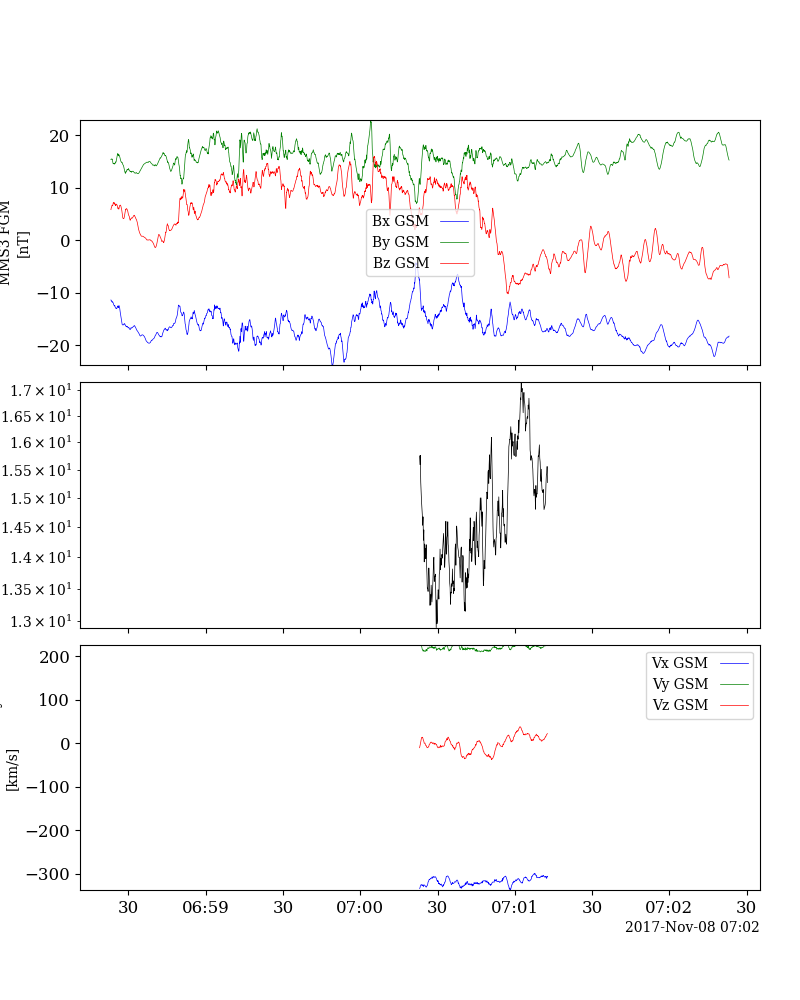 MMS3 FGM
[nT]
20
10
0
−10
−20
Bx GSM
By GSM
Bz GSM
1.7 × 10¹
1.65 × 10¹
1.6 × 10¹
1.55 × 10¹
1.5 × 10¹
1.45 × 10¹
1.4 × 10¹
1.35 × 10¹
1.3 × 10¹
[km/s]
200
100
0
−100
−200
−300
Vx GSM
Vy GSM
Vz GSM
30 06:59 30 07:00 30 07:01 30 07:02 30
2017-Nov-08 07:02